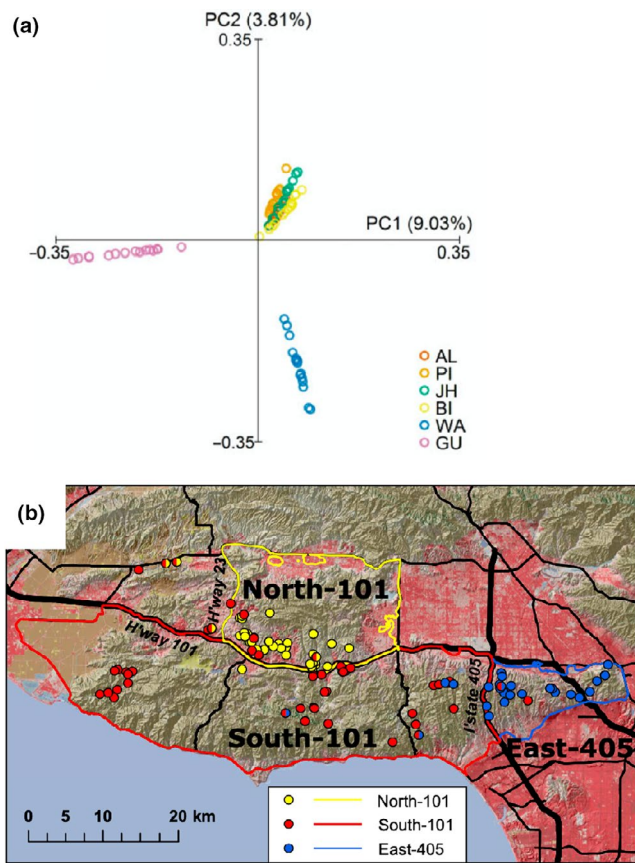 (a)
PC2 (3.81%)
0.35
PC1 (9.03%)
−0.35
0.35
−0.35
AL
PI
JH
BI
WA
GU
(b)
H'way 23
North-101
H'way 101
I'state 405
South-101
East-405
0 5 10 20 km
North-101
South-101
East-405